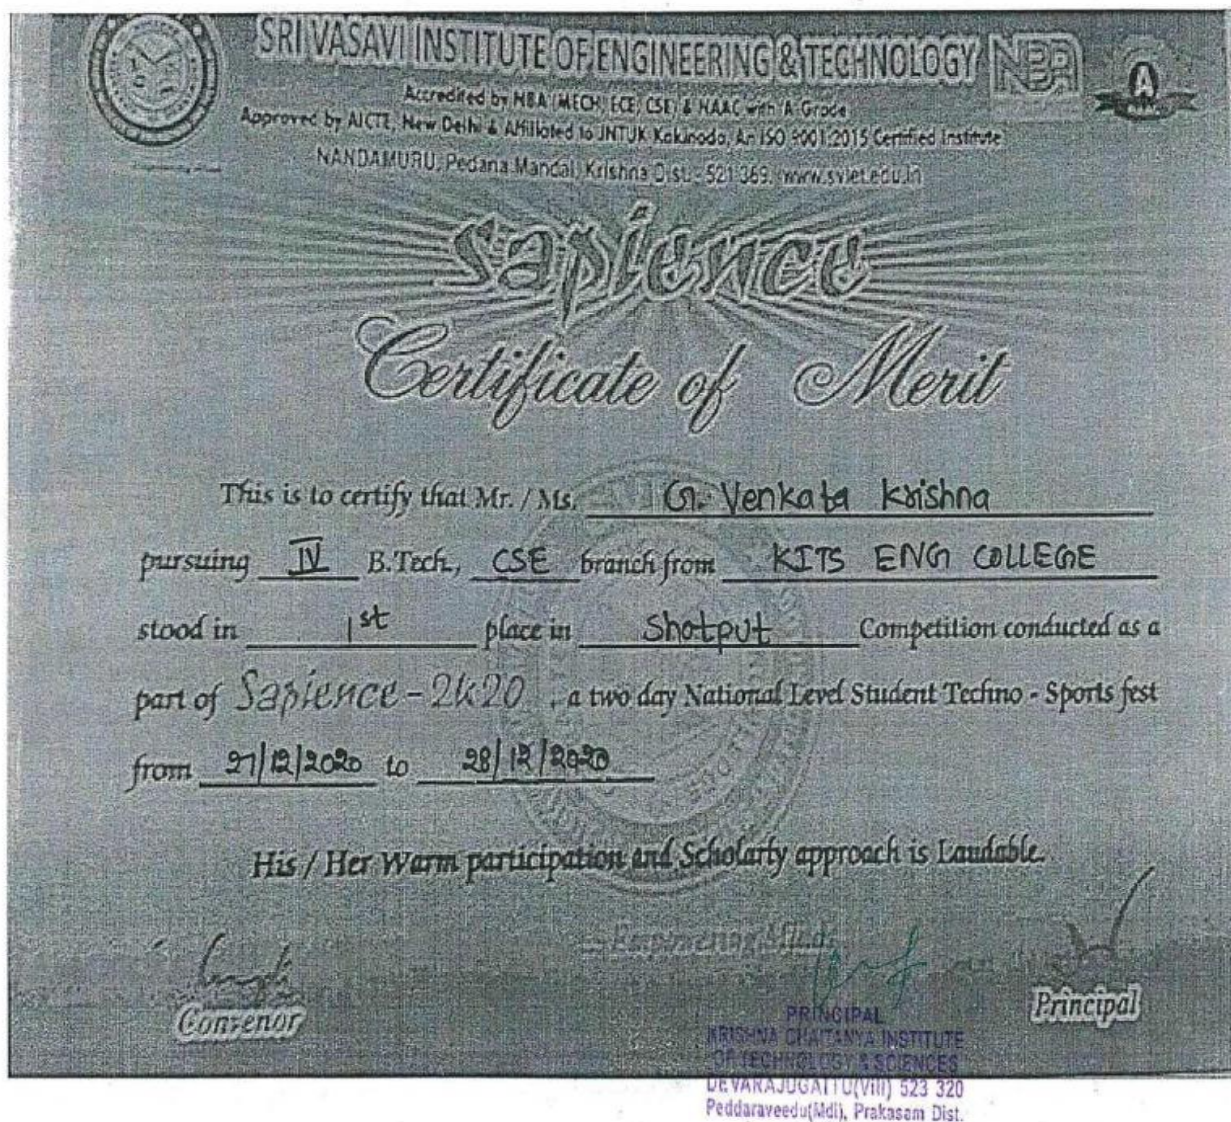 SRI VASAVI INSTITUTE OF ENGINEERING & TECHNOLOGY
NBA
A
Accredited by NBA (MECH, ECE, CSE) & NAAC with 'A' Grade
Approved by AICTE, New Delhi & Affiliated to JNTUK Kakinada, An ISO 9001:2015 Certified Institute
NANDAMURU, Pedana Mandal, Krishna Dist. - 521 369. www.sviet.edu.in
Sapience
Certificate of Merit
This is to certify that Mr. / Ms. G. Venkata Krishna
pursuing IV B.Tech., CSE branch from KITS ENG COLLEGE
stood in 1st place in Shotput Competition conducted as a
part of Sapience - 2k20 , a two day National Level Student Techno - Sports fest
from 27/12/2020 to 28/12/2020
His / Her Warm participation and Scholarly approach is Laudable.
Convenor
Principal
PRINCIPAL
KRISHNA CHAITANYA INSTITUTE
OF TECHNOLOGY & SCIENCES
DEVARAJUGATTU(Vill) 523 320
Peddaraveedu(Mdl), Prakasam Dist.